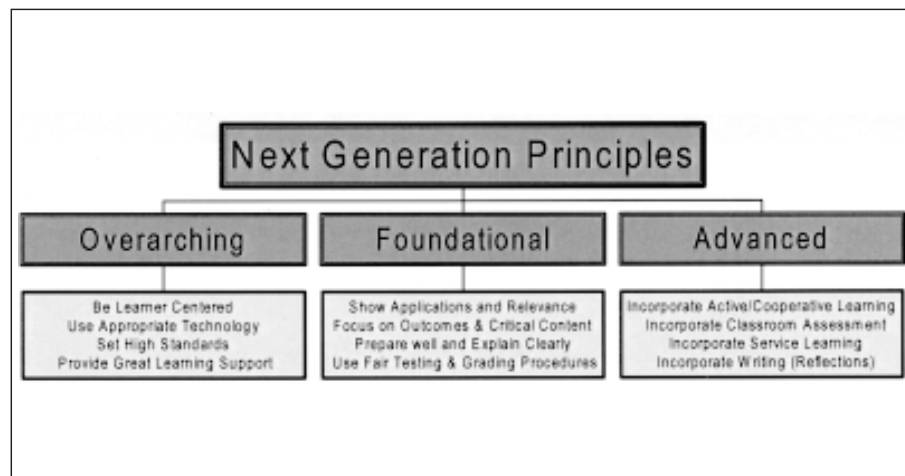 Next Generation Principles
Overarching
Be Learner Centered
Use Appropriate Technology
Set High Standards
Provide Great Learning Support
Foundational
Show Applications and Relevance
Focus on Outcomes & Critical Content
Prepare well and Explain Clearly
Use Fair Testing & Grading Procedures
Advanced
Incorporate Active/Cooperative Learning
Incorporate Classroom Assessment
Incorporate Service Learning
Incorporate Writing (Reflections)